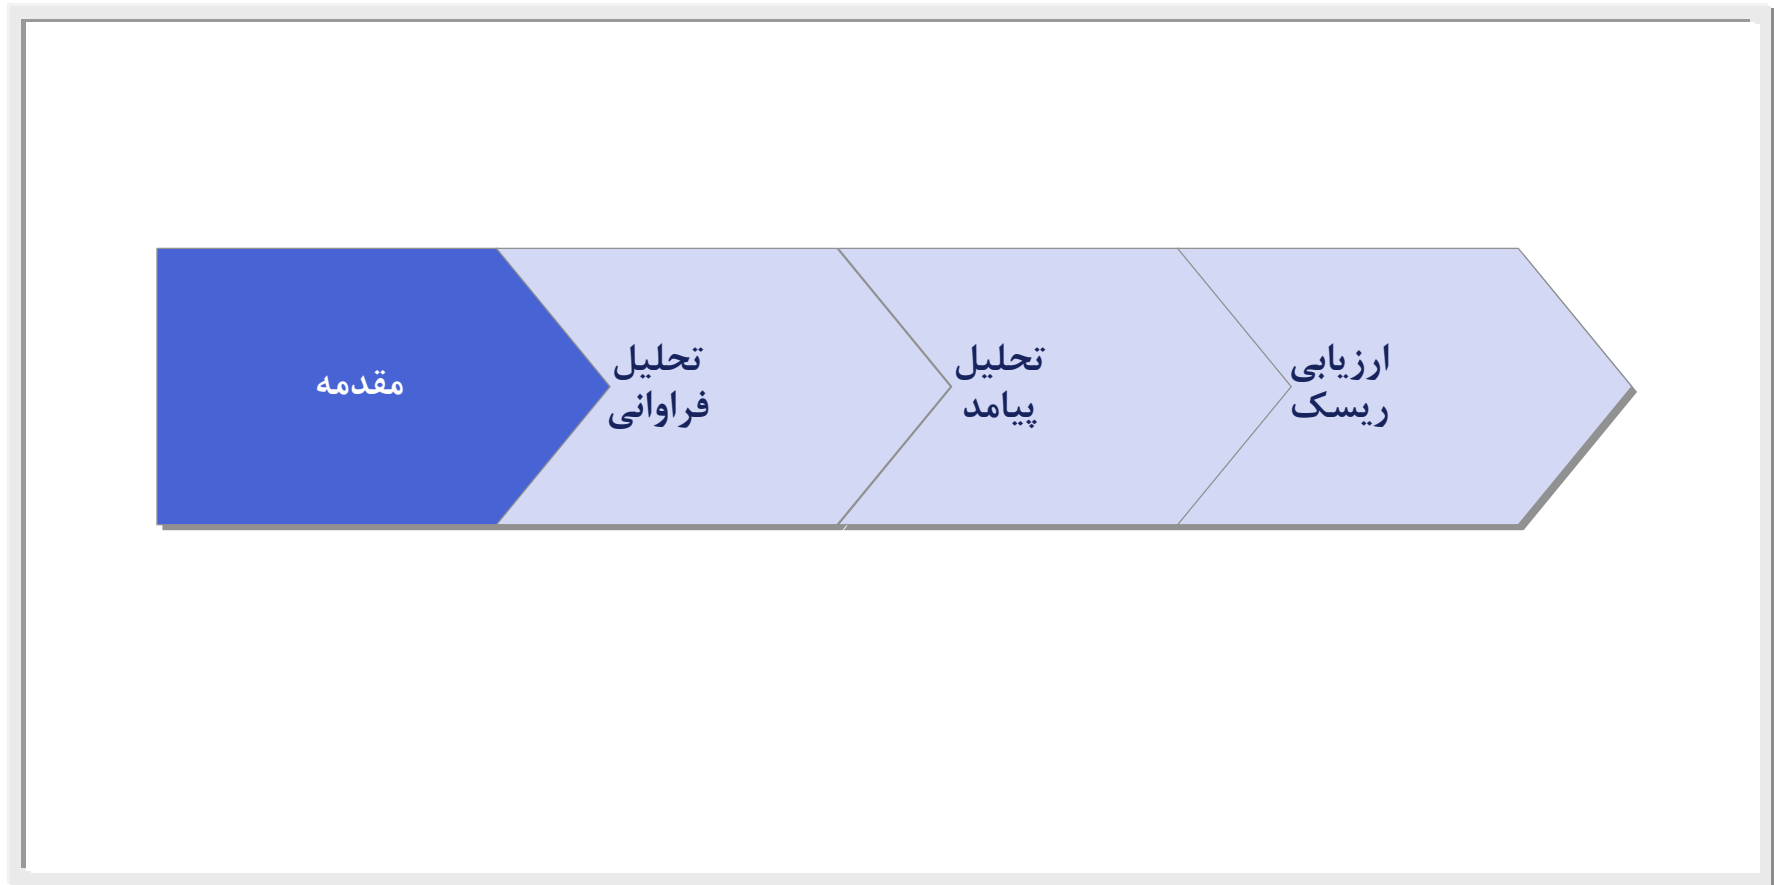 مقدمه
تحلیل
فراوانی
تحلیل
پیامد
ارزیابی
ریسک